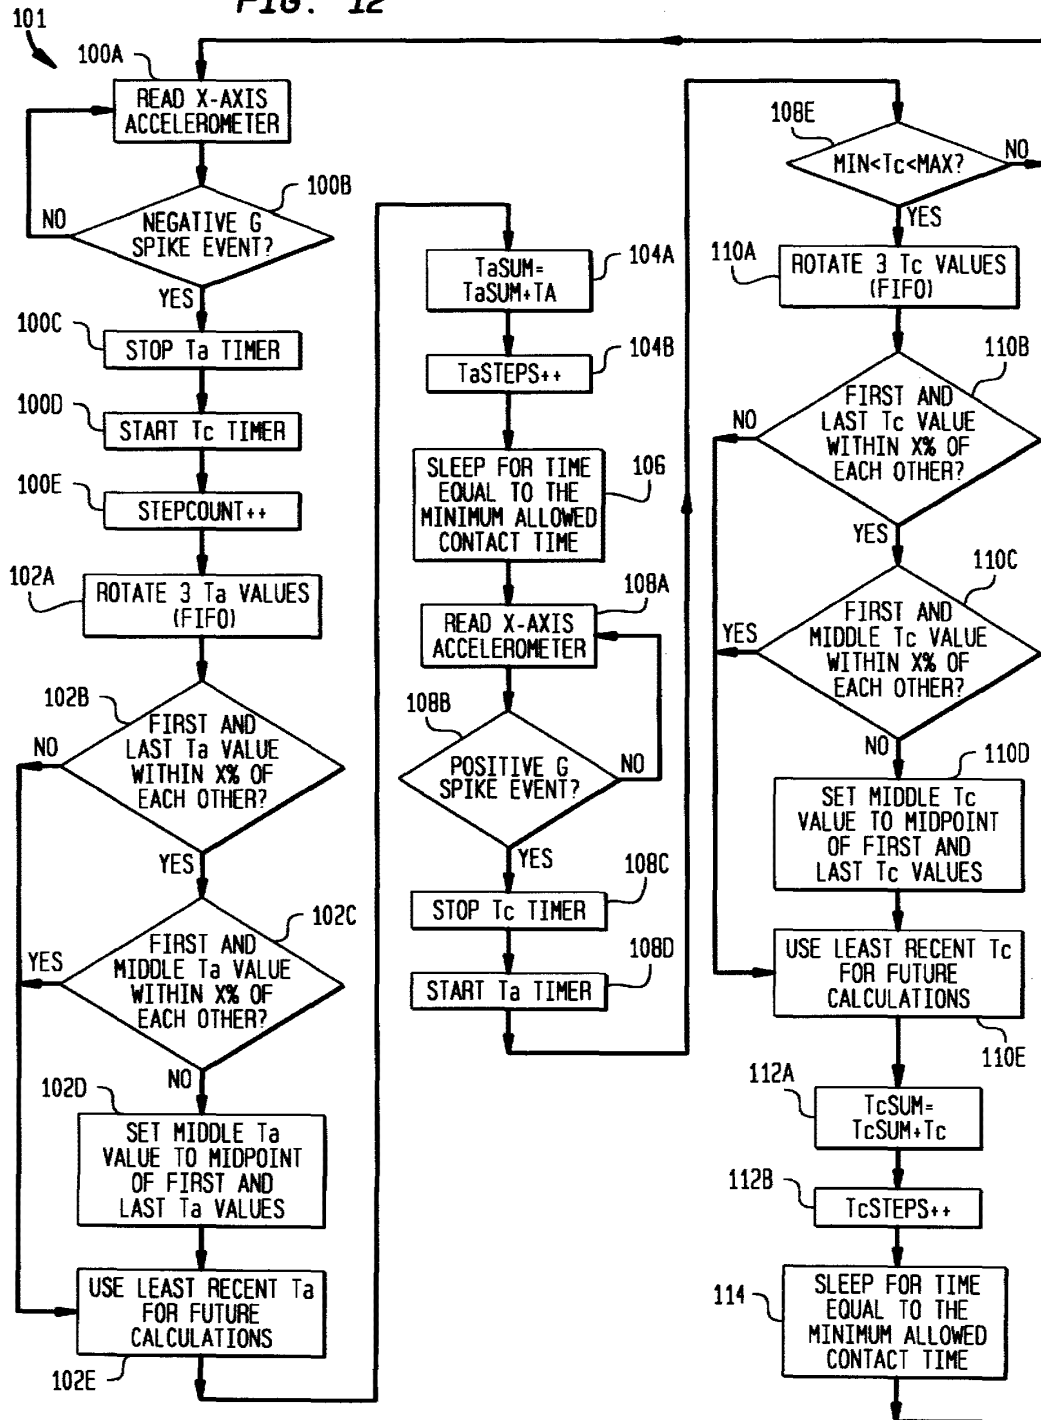 FIG. 12
101
100A
READ X-AXIS
ACCELEROMETER
100B
NO
NEGATIVE G
SPIKE EVENT?
YES
100C
STOP Ta TIMER
100D
START Tc TIMER
100E
STEPCOUNT++
102A
ROTATE 3 Ta VALUES
(FIFO)
102B
NO
FIRST AND
LAST Ta VALUE
WITHIN X% OF
EACH OTHER?
YES
102C
YES
FIRST AND
MIDDLE Ta VALUE
WITHIN X% OF
EACH OTHER?
NO
102D
SET MIDDLE Ta
VALUE TO MIDPOINT
OF FIRST AND
LAST Ta VALUES
USE LEAST RECENT Ta
FOR FUTURE
CALCULATIONS
102E
TaSUM=
TaSUM+TA
104A
TaSTEPS++
104B
SLEEP FOR TIME
EQUAL TO THE
MINIMUM ALLOWED
CONTACT TIME
106
108A
READ X-AXIS
ACCELEROMETER
108B
POSITIVE G
SPIKE EVENT?
NO
YES
108C
STOP Tc TIMER
108D
START Ta TIMER
108E
MIN<Tc<MAX?
NO
YES
110A
ROTATE 3 Tc VALUES
(FIFO)
110B
NO
FIRST AND
LAST Tc VALUE
WITHIN X% OF
EACH OTHER?
YES
110C
YES
FIRST AND
MIDDLE Tc VALUE
WITHIN X% OF
EACH OTHER?
NO
110D
SET MIDDLE Tc
VALUE TO MIDPOINT
OF FIRST AND
LAST Tc VALUES
USE LEAST RECENT Tc
FOR FUTURE
CALCULATIONS
110E
112A
TcSUM=
TcSUM+Tc
112B
TcSTEPS++
114
SLEEP FOR TIME
EQUAL TO THE
MINIMUM ALLOWED
CONTACT TIME